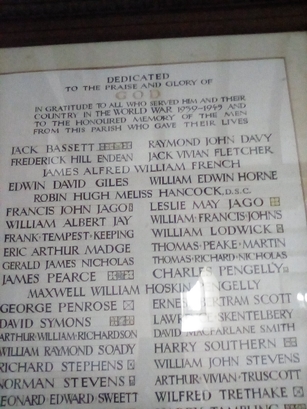 DEDICATED
TO THE PRAISE AND GLORY OF
GOD
IN GRATITUDE TO ALL WHO SERVED HIM AND THEIR
COUNTRY IN THE WORLD WAR 1939-1945 AND
TO THE HONOURED MEMORY OF THE MEN
FROM THIS PARISH WHO GAVE THEIR LIVES
JACK BASSETT RAYMOND JOHN DAVY
FREDERICK HILL ENDEAN JACK VIVIAN FLETCHER
JAMES ALFRED WILLIAM FRENCH
EDWIN DAVID GILES WILLIAM EDWIN HORNE
ROBIN HUGH MELISS HANCOCK, D.S.C.
FRANCIS JOHN JAGO LESLIE MAY JAGO
WILLIAM ALBERT JAY WILLIAM·FRANCIS·JOHNS
FRANK·TEMPEST·KEEPING WILLIAM LODWICK
ERIC ARTHUR MADGE THOMAS·PEAKE·MARTIN
GERALD JAMES NICHOLAS THOMAS·RICHARD·NICHOLAS
JAMES PEARCE CHARLES PENGELLY
MAXWELL WILLIAM HOSKIN PENGELLY
GEORGE PENROSE ERNEST BERTRAM SCOTT
DAVID SYMONS SKENTELBERY
ARTHUR·WILLIAM·RICHARDSON DAVID MACFARLANE SMITH
WILLIAM RAYMOND SOADY HARRY SOUTHERN
RICHARD STEPHENS WILLIAM JOHN STEVENS
NORMAN STEVENS ARTHUR·VIVIAN·TRUSCOTT
LEONARD·EDWARD·SWEETT WILFRED TRETHAKE
TAMBLING